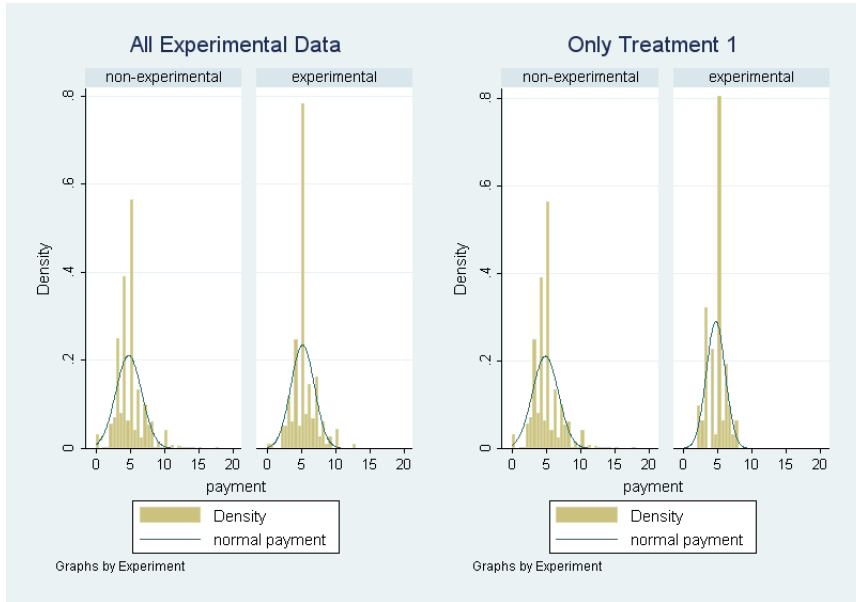 All Experimental Data
non-experimental
experimental
Density
.8
.6
.4
.2
0
0 5 10 15 20
0 5 10 15 20
payment
Density
normal payment
Graphs by Experiment
Only Treatment 1
non-experimental
experimental
Density
.8
.6
.4
.2
0
0 5 10 15 20
0 5 10 15 20
payment
Density
normal payment
Graphs by Experiment